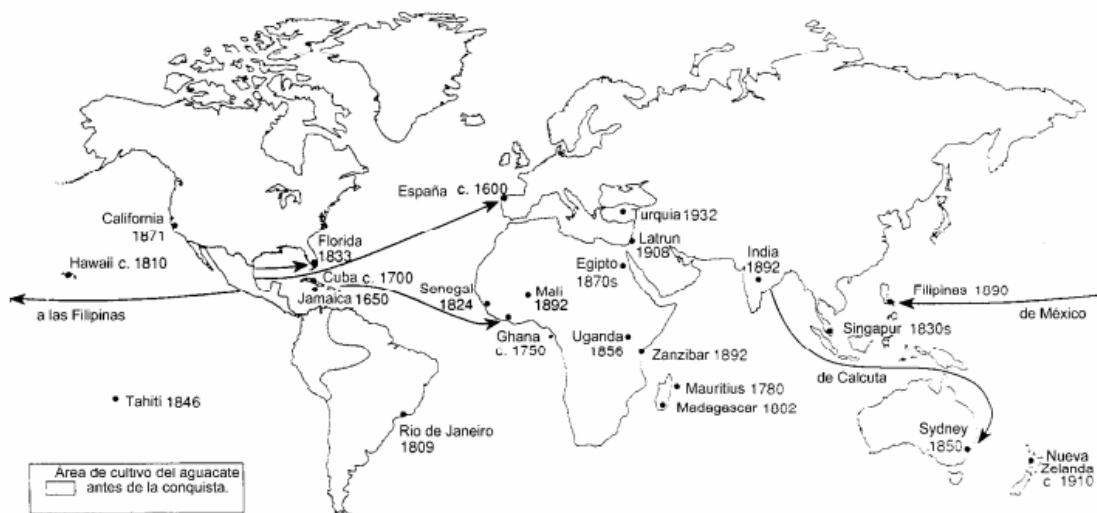 España c. 1600
California
1871
Hawaii c. 1810
Florida
1833
Turquia 1932
Latrun
1908
India
1892
Egipto
1870s
Cuba c. 1700
Jamaica 1650
Senegal
1824
Mali
1892
Filipinas 1890
a las Filipinas
de México
Ghana
c. 1750
Uganda
1856
Singapur 1830s
Zanzibar 1892
de Calcuta
Mauritius 1780
Madagascar 1802
Tahiti 1846
Rio de Janeiro
1809
Sydney
1850
Nueva
Zelanda
c 1910
Área de cultivo del aguacate
antes de la conquista.